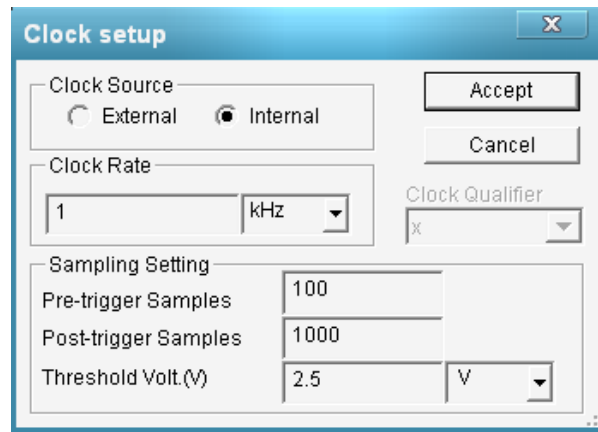 Clock setup
x
Clock Source
External Internal
Accept
Cancel
Clock Rate
1 kHz
Clock Qualifier
x
Sampling Setting
Pre-trigger Samples 100
Post-trigger Samples 1000
Threshold Volt.(V) 2.5 V